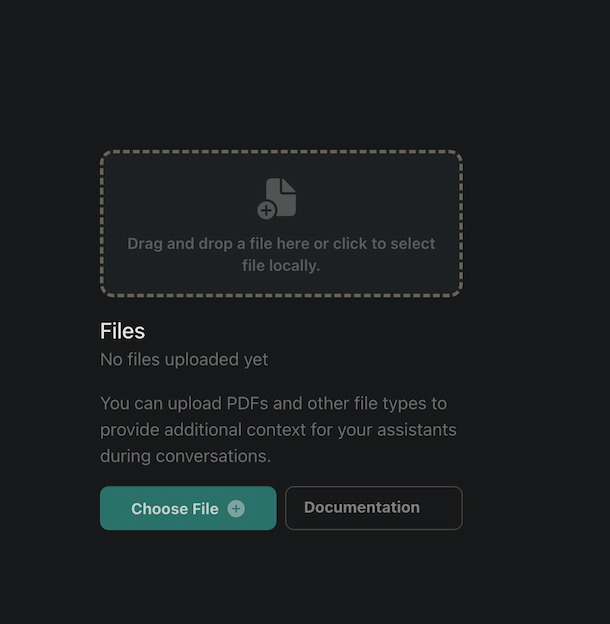 Drag and drop a file here or click to select
file locally.
Files
No files uploaded yet
You can upload PDFs and other file types to
provide additional context for your assistants
during conversations.
Choose File
Documentation